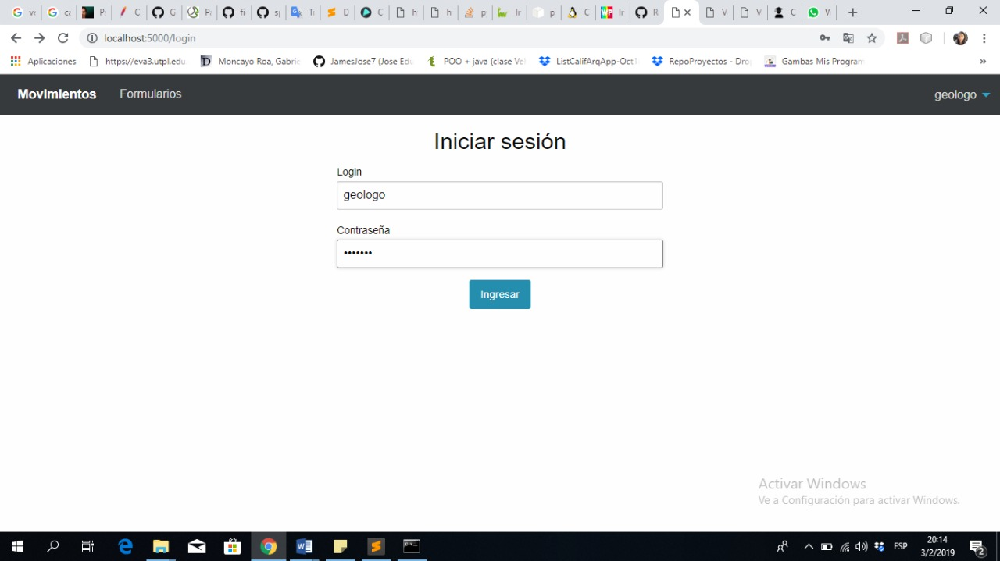 localhost:5000/login
Aplicaciones
https://eva3.utpl.edu
Moncayo Roa, Gabrie
JamesJose7 (Jose Edu
POO + java (clase Ve
ListCalifArqApp-Oct1
RepoProyectos - Dro
Gambas Mis Program
»
Movimientos
Formularios
geologo
Iniciar sesión
Login
geologo
Contraseña
•••••••
Ingresar
Activar Windows
Ve a Configuración para activar Windows.
ESP
20:14
3/2/2019
2